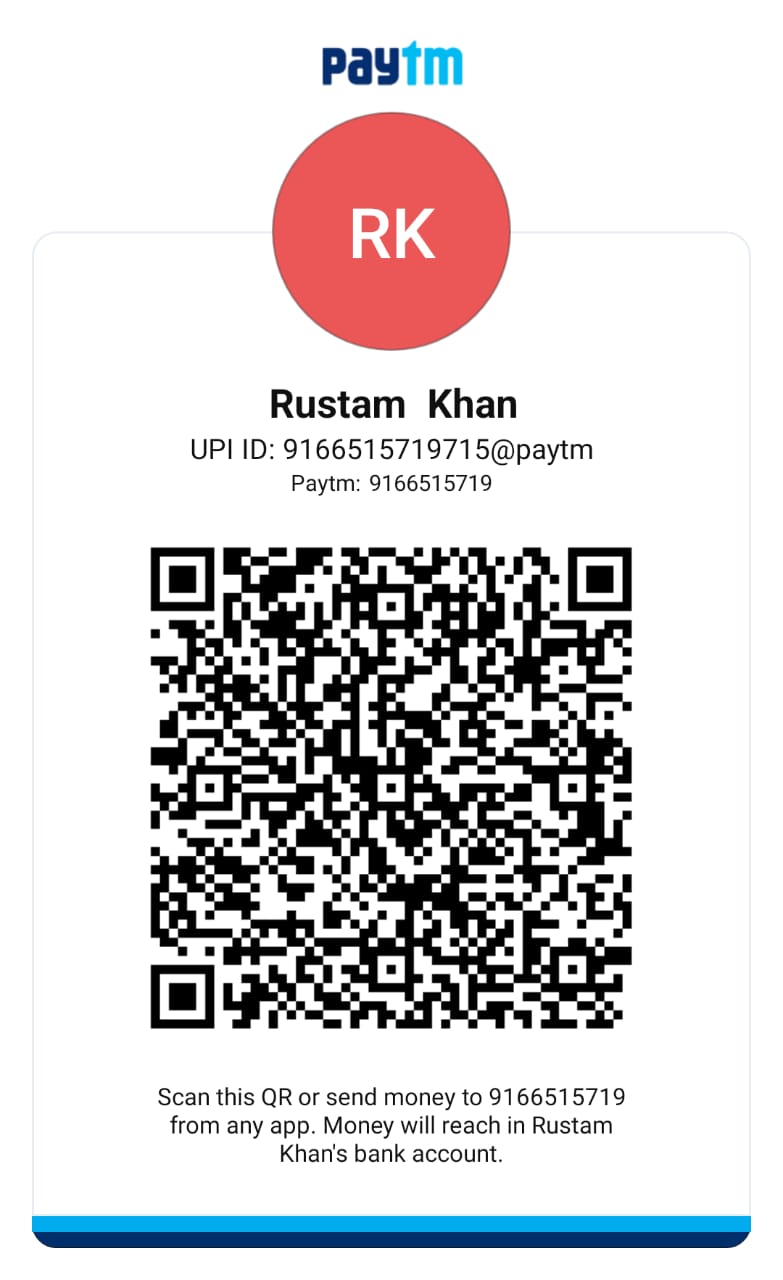 paytm
RK
Rustam Khan
UPI ID: 9166515719715@paytm
Paytm: 9166515719
Scan this QR or send money to 9166515719
from any app. Money will reach in Rustam
Khan's bank account.